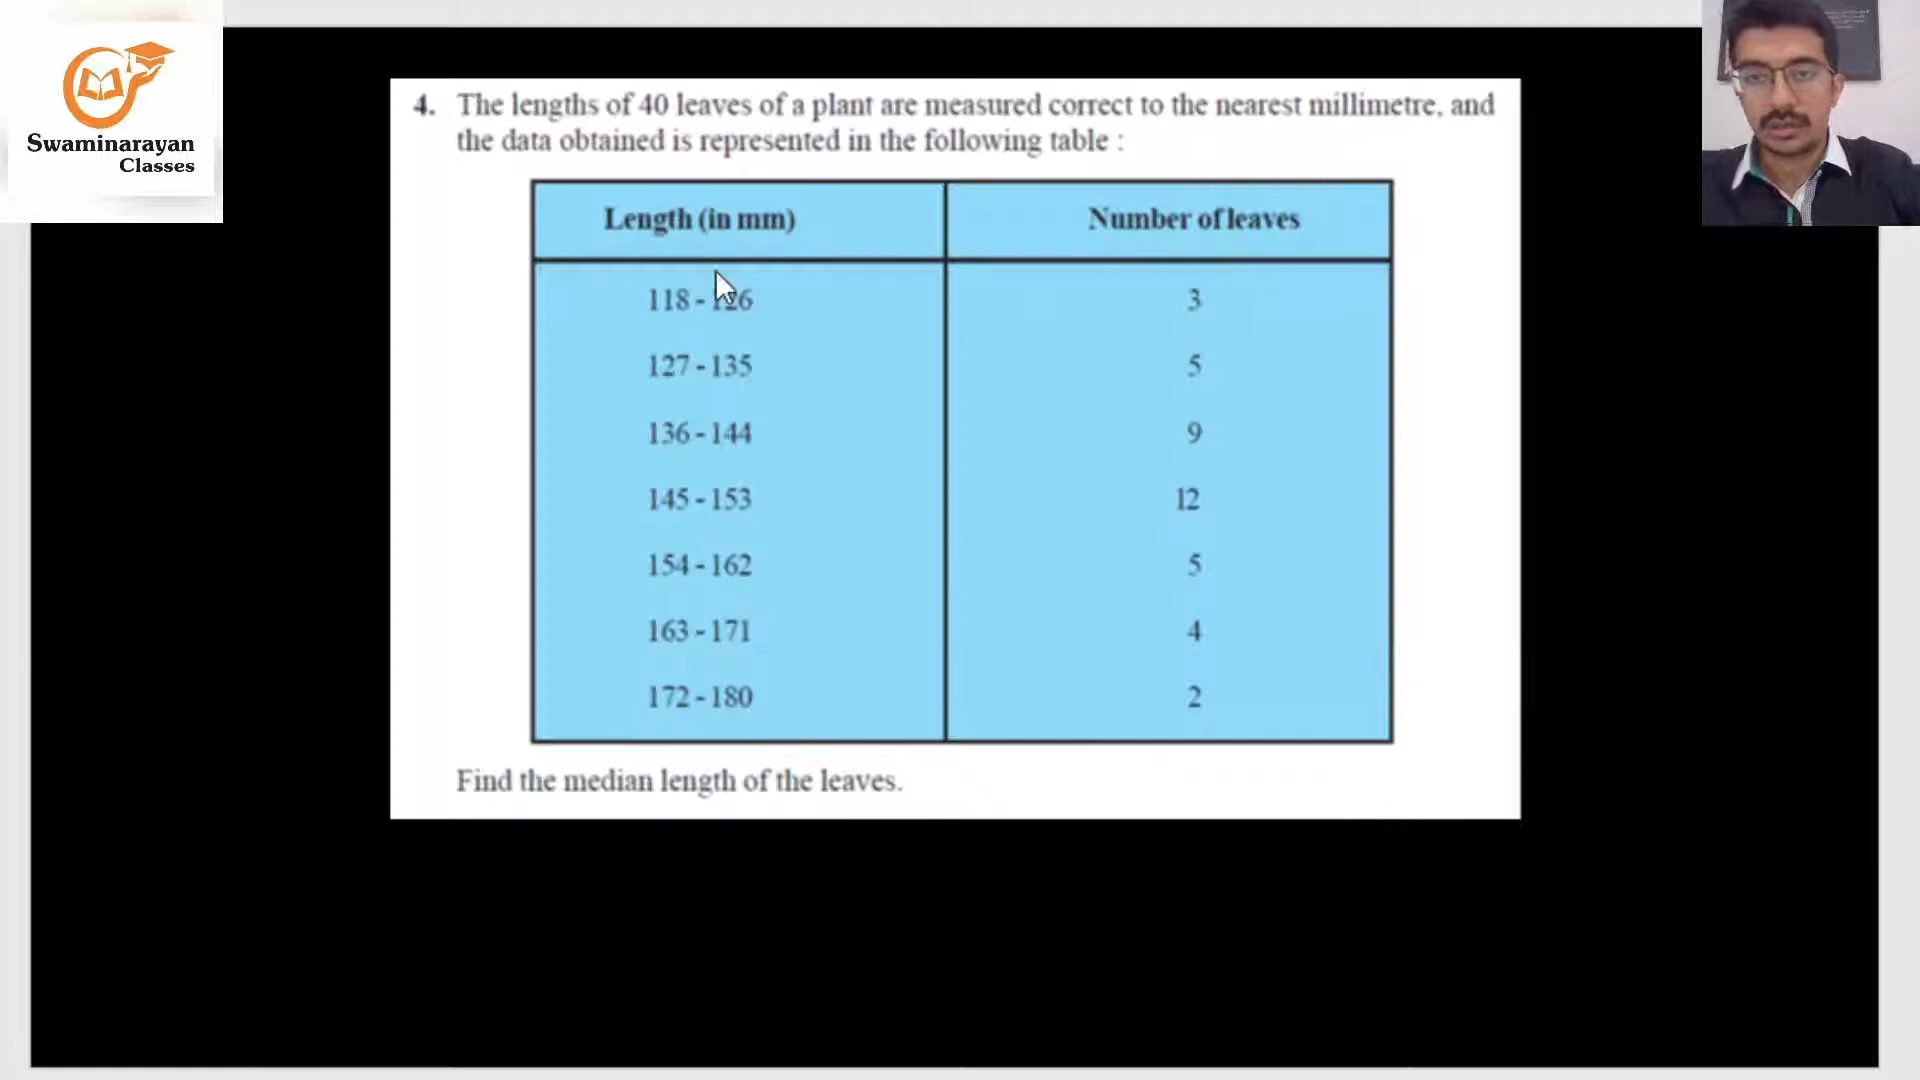 Swaminarayan
Classes
4. The lengths of 40 leaves of a plant are measured correct to the nearest millimetre, and
the data obtained is represented in the following table :
Length (in mm) Number of leaves
118 - 126 3
127 - 135 5
136 - 144 9
145 - 153 12
154 - 162 5
163 - 171 4
172 - 180 2
Find the median length of the leaves.